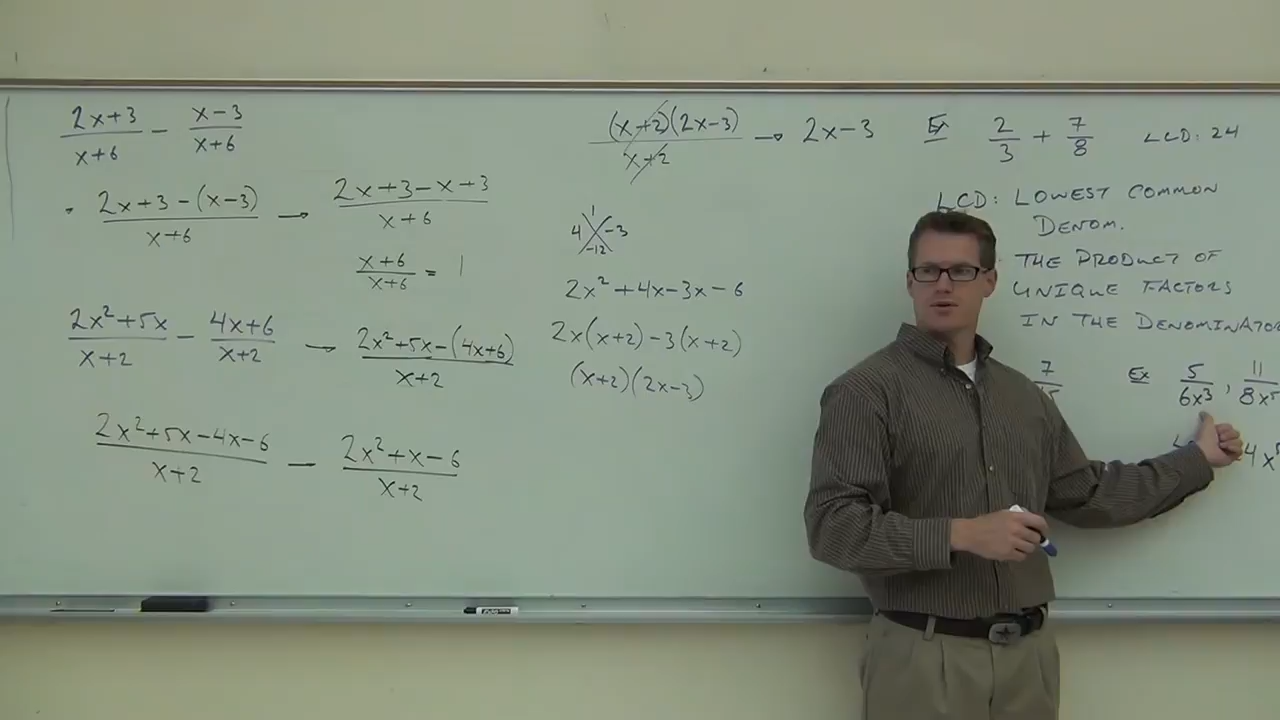 (2x+3)/(x+6) − (x−3)/(x+6)
(2x+3−(x−3))/(x+6) → (2x+3−x+3)/(x+6)
(x+6)/(x+6) = 1
(2x²+5x)/(x+2) − (4x+6)/(x+2) → (2x²+5x−(4x+6))/(x+2)
(2x²+5x−4x−6)/(x+2) — (2x²+x−6)/(x+2)
((x+2)(2x−3))/(x+2) → 2x−3
1
4 −3
−12
2x²+4x−3x−6
2x(x+2)−3(x+2)
(x+2)(2x−3)
Ex 2/3 + 7/8 LCD: 24
LCD: LOWEST COMMON
DENOM.
THE PRODUCT OF
UNIQUE FACTORS
IN THE DENOMINATOR
7
Ex 5/6x³, 11/8x⁵